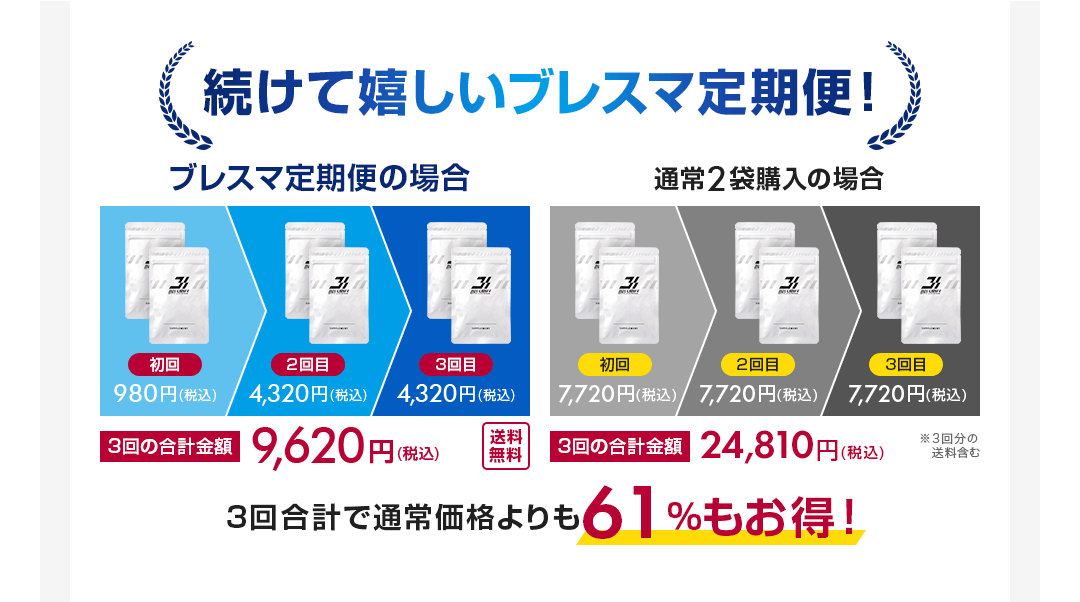 続けて嬉しいブレスマ定期便！
ブレスマ定期便の場合
初回
980円(税込)
2回目
4,320円(税込)
3回目
4,320円(税込)
3回の合計金額 9,620円(税込)
送料
無料
通常2袋購入の場合
初回
7,720円(税込)
2回目
7,720円(税込)
3回目
7,720円(税込)
3回の合計金額 24,810円(税込)
※3回分の
送料含む
3回合計で通常価格よりも61%もお得！